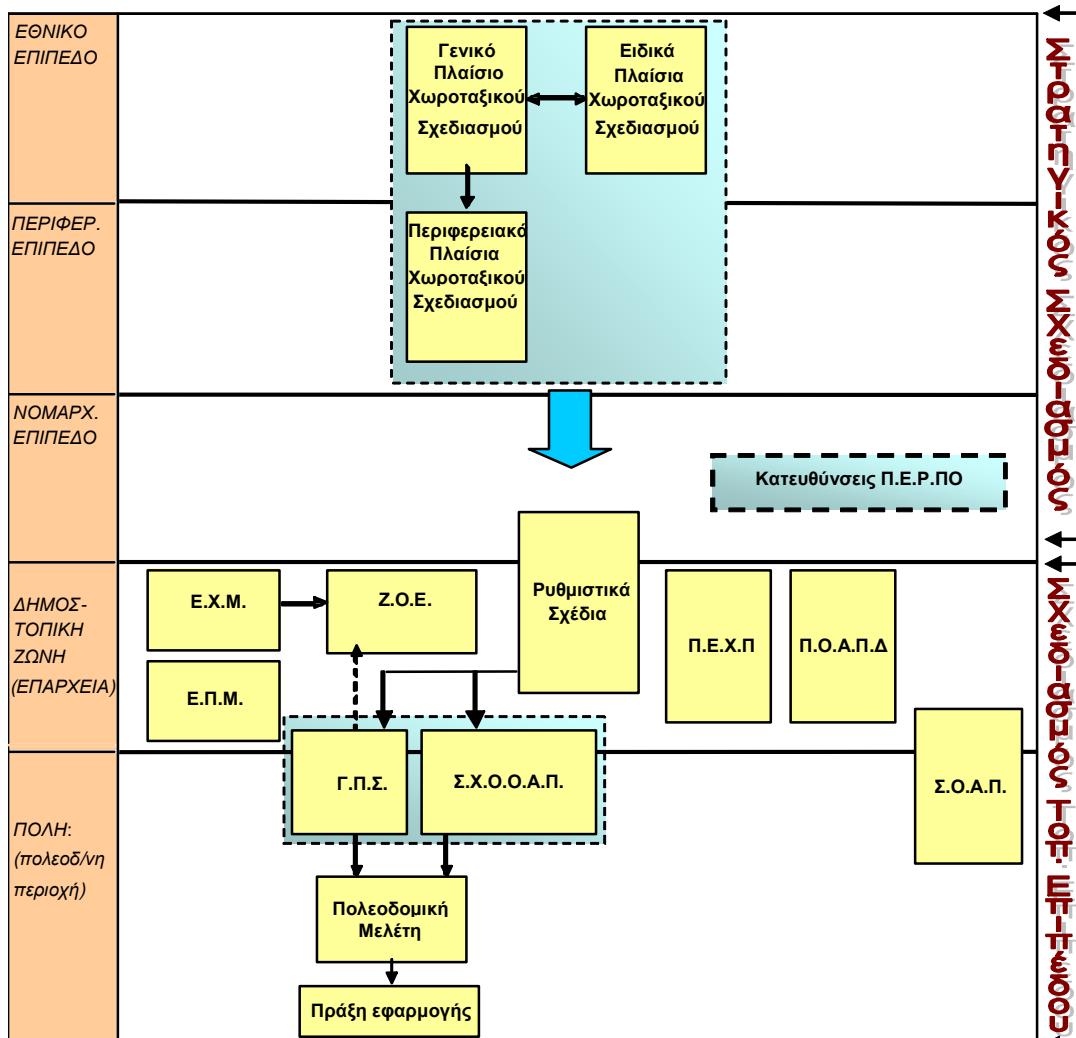 ΕΘΝΙΚΟ
ΕΠΙΠΕΔΟ
Γενικό
Πλαίσιο
Χωροταξικού
Σχεδιασμού
Ειδικά
Πλαίσια
Χωροταξικού
Σχεδιασμού
ΠΕΡΙΦΕΡ.
ΕΠΙΠΕΔΟ
Περιφερειακά
Πλαίσια
Χωροταξικού
Σχεδιασμού
ΝΟΜΑΡΧ.
ΕΠΙΠΕΔΟ
Κατευθύνσεις Π.Ε.Ρ.ΠΟ
Στρατηγικός Σχεδιασμός
ΔΗΜΟΣ-
ΤΟΠΙΚΗ
ΖΩΝΗ
(ΕΠΑΡΧΕΙΑ)
Ε.Χ.Μ.
Ζ.Ο.Ε.
Ρυθμιστικά
Σχέδια
Π.Ε.Χ.Π
Π.Ο.Α.Π.Δ
Ε.Π.Μ.
ΠΟΛΗ:
(πολεοδ/νη
περιοχή)
Γ.Π.Σ.
Σ.Χ.Ο.Ο.Α.Π.
Σ.Ο.Α.Π.
Πολεοδομική
Μελέτη
Πράξη εφαρμογής
Σχεδιασμός Τοπ. Επιπέδου